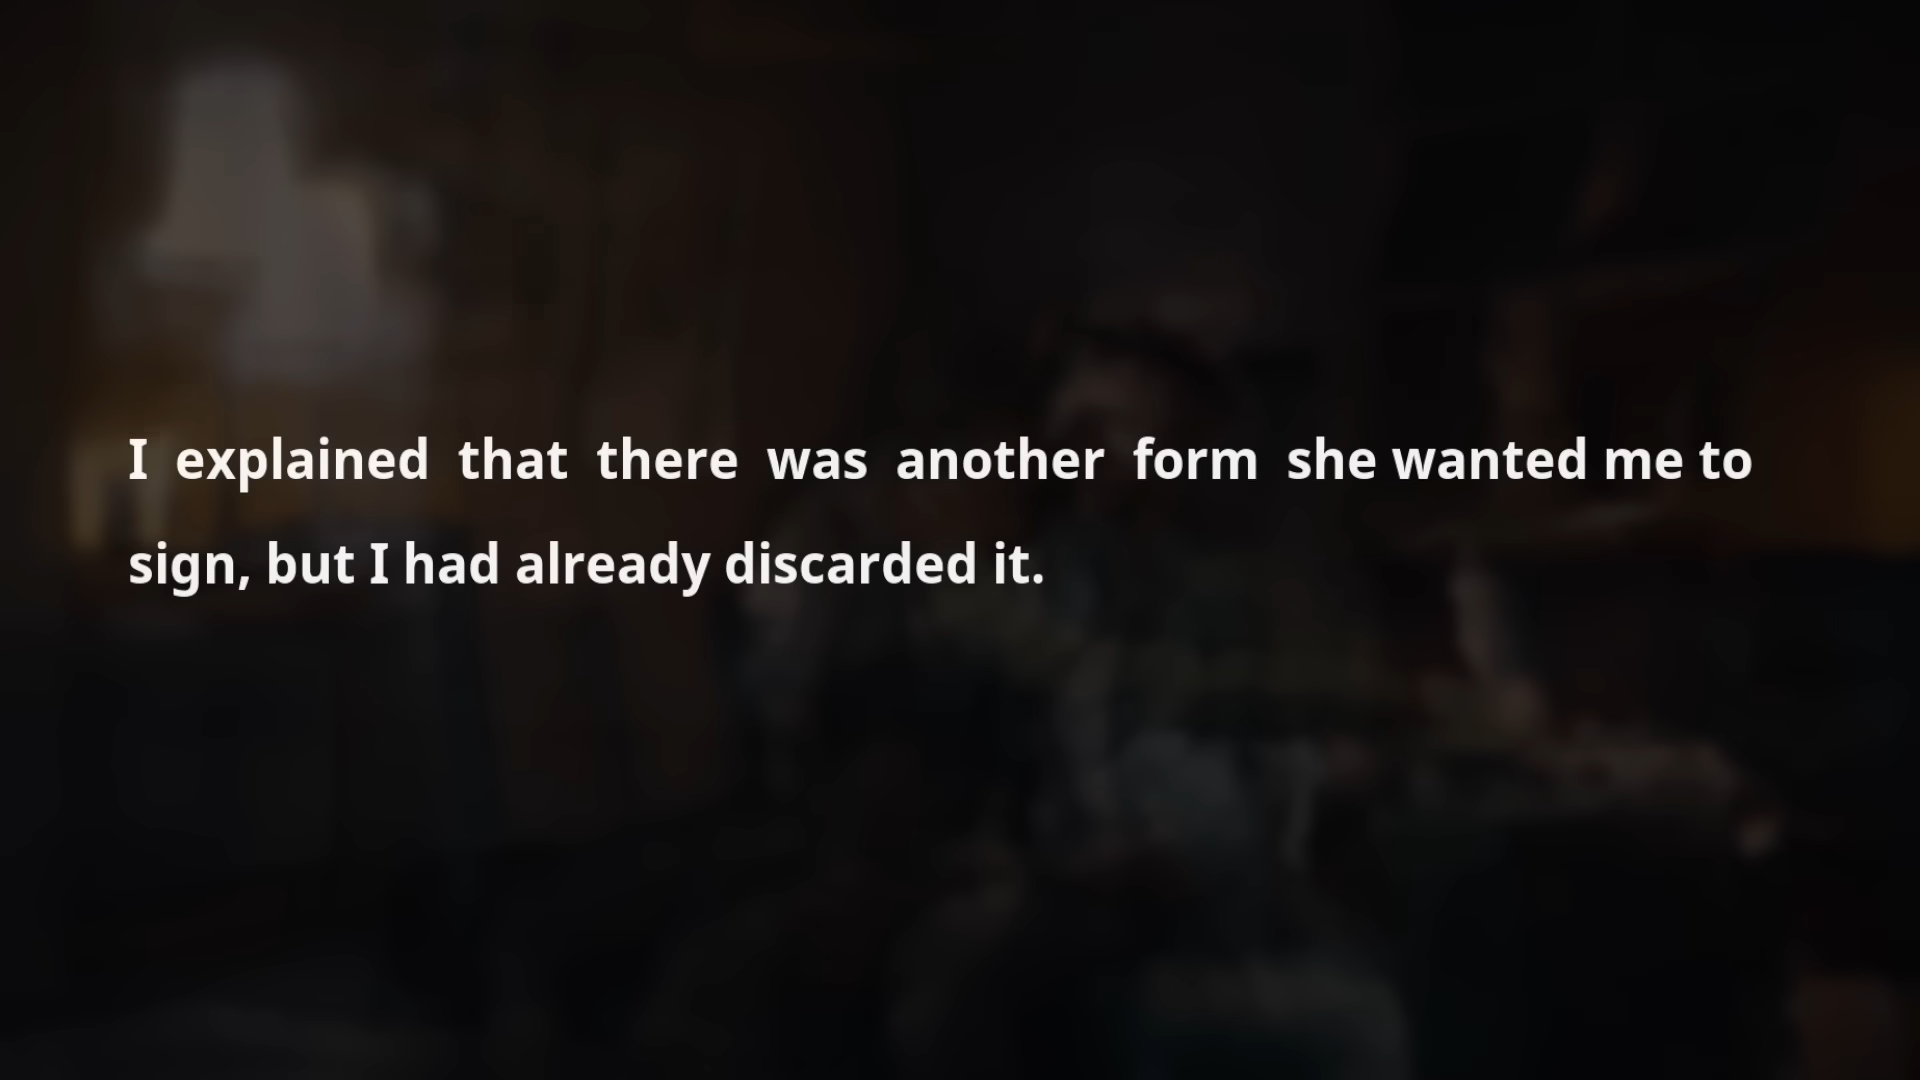 I explained that there was another form she wanted me to
sign, but I had already discarded it.